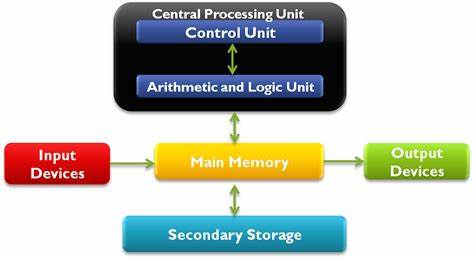 Central Processing Unit
Control Unit
Arithmetic and Logic Unit
Input
Devices
Main Memory
Output
Devices
Secondary Storage